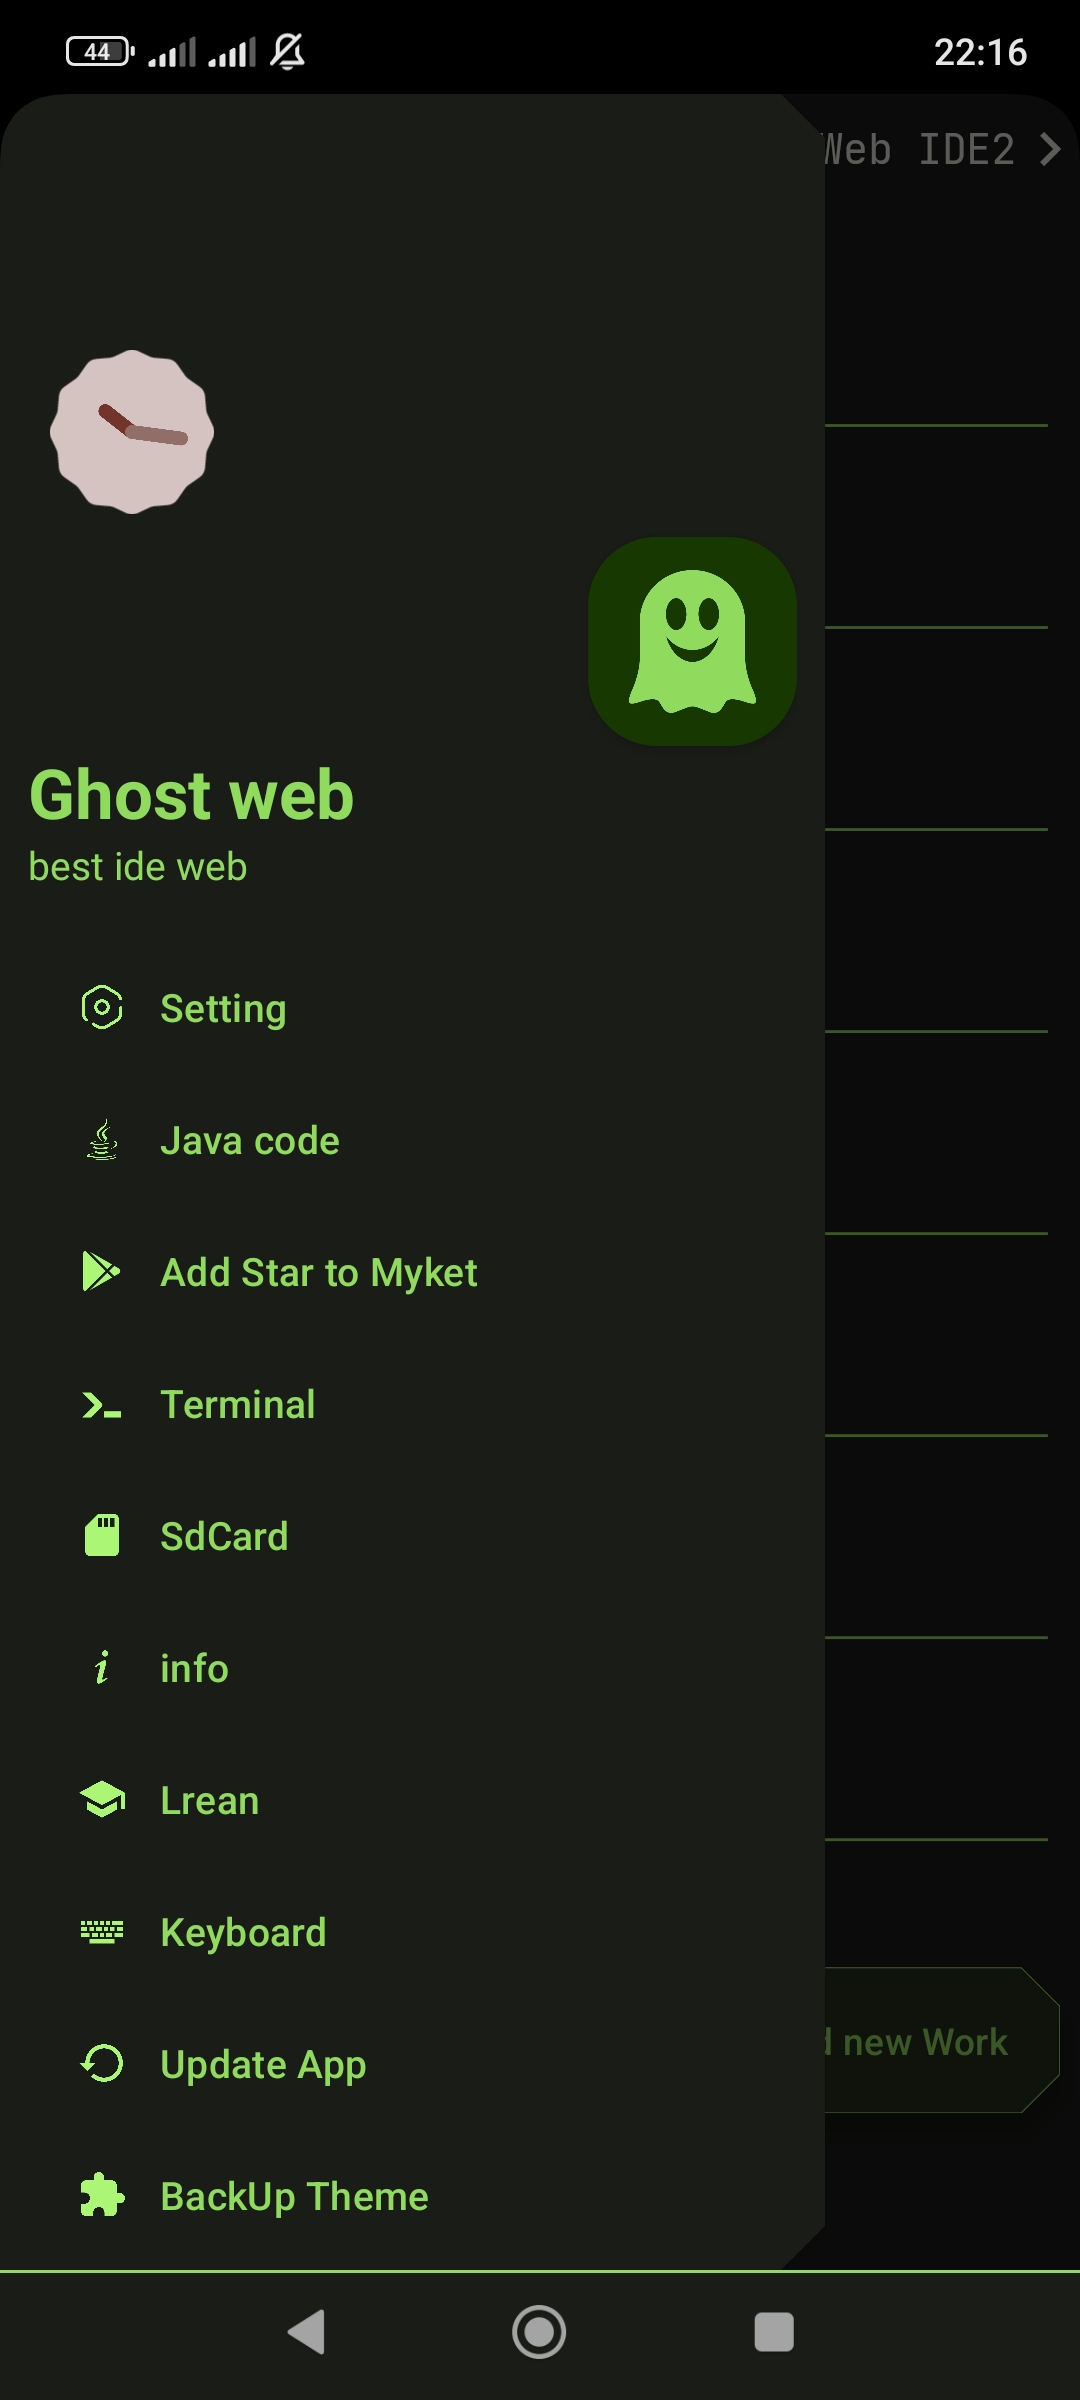 44
22:16
Web IDE2
Ghost web
best ide web
Setting
Java code
Add Star to Myket
Terminal
SdCard
info
Lrean
Keyboard
new Work
Update App
BackUp Theme